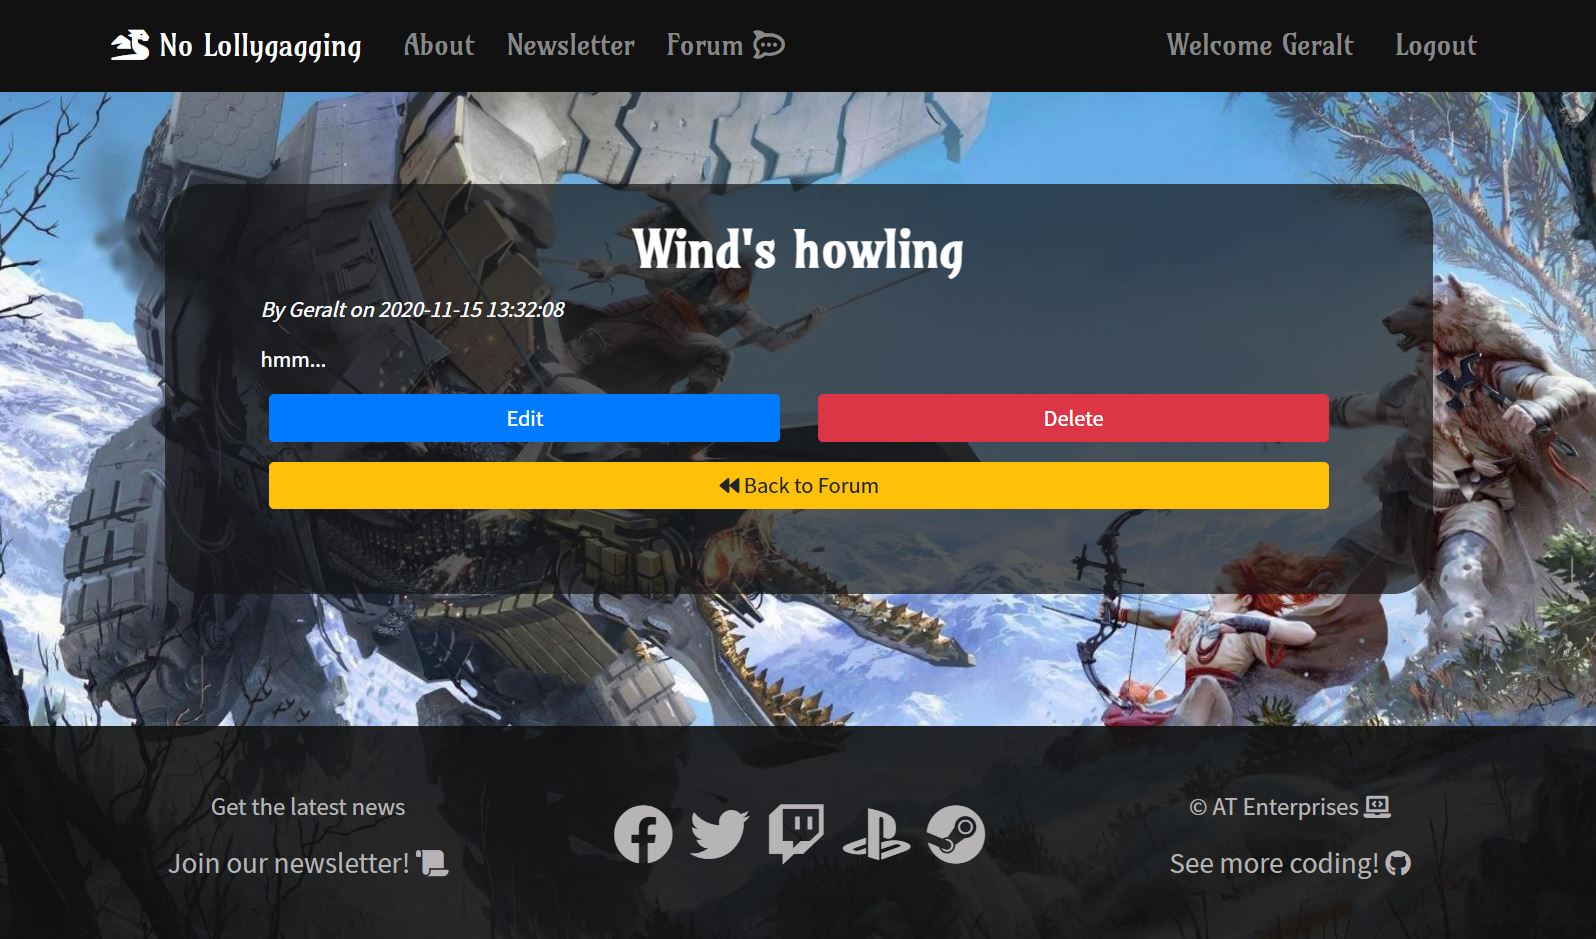 No Lollygagging About Newsletter Forum Welcome Geralt Logout
Wind's howling
By Geralt on 2020-11-15 13:32:08
hmm...
Edit Delete
Back to Forum
Get the latest news
Join our newsletter!
© AT Enterprises
See more coding!